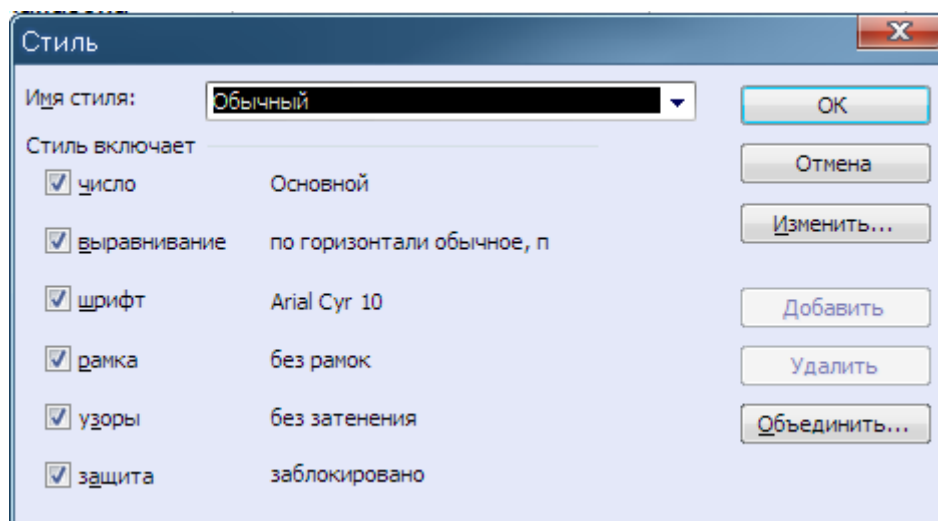 Стиль
Имя стиля: Обычный
ОК
Стиль включает
Отмена
число Основной
Изменить...
выравнивание по горизонтали обычное, п
шрифт Arial Cyr 10
Добавить
рамка без рамок
Удалить
узоры без затенения
Объединить...
защита заблокировано